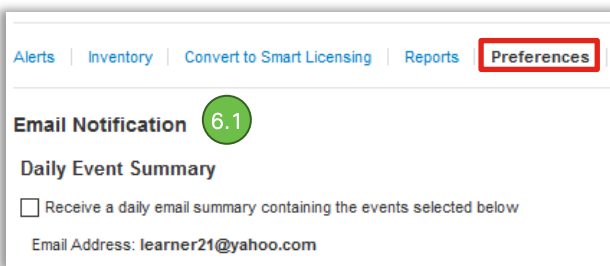 Alerts | Inventory | Convert to Smart Licensing | Reports | Preferences |
Email Notification 6.1
Daily Event Summary
Receive a daily email summary containing the events selected below
Email Address: learner21@yahoo.com